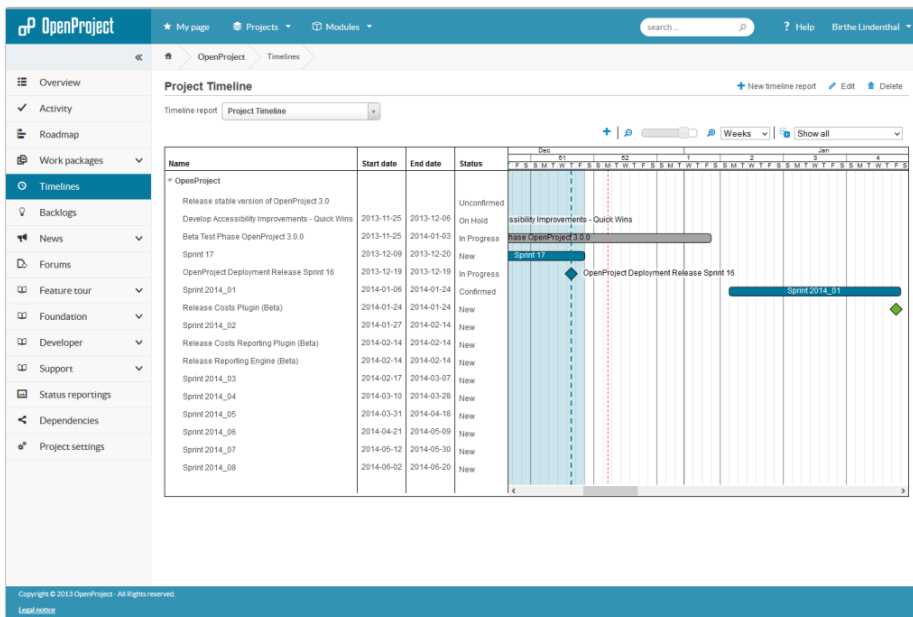 OpenProject
My page Projects Modules search ... ? Help Birthe Lindenthal
« OpenProject Timelines
Overview
Activity
Roadmap
Work packages
Timelines
Backlogs
News
Forums
Feature tour
Foundation
Developer
Support
Status reportings
Dependencies
Project settings
Project Timeline
+ New timeline report Edit Delete
Timeline report Project Timeline
+ Weeks Show all
Dec Jan
51 52 1 2 3 4
Name Start date End date Status T F S S M T W T F S S M T W T F S S M T W T F S S M T W T F S S M T W T F S S M T W T F S
OpenProject
Release stable version of OpenProject 3.0 Unconfirmed
Develop Accessibility Improvements - Quick Wins 2013-11-25 2013-12-06 On Hold ssibility Improvements - Quick Wins
Beta Test Phase OpenProject 3.0.0 2013-11-25 2014-01-03 In Progress hase OpenProject 3.0.0
Sprint 17 2013-12-09 2013-12-20 New Sprint 17
OpenProject Deployment Release Sprint 16 2013-12-19 2013-12-19 In Progress OpenProject Deployment Release Sprint 16
Sprint 2014_01 2014-01-06 2014-01-24 Confirmed Sprint 2014_01
Release Costs Plugin (Beta) 2014-01-24 2014-01-24 New
Sprint 2014_02 2014-01-27 2014-02-14 New
Release Costs Reporting Plugin (Beta) 2014-02-14 2014-02-14 New
Release Reporting Engine (Beta) 2014-02-14 2014-02-14 New
Sprint 2014_03 2014-02-17 2014-03-07 New
Sprint 2014_04 2014-03-10 2014-03-28 New
Sprint 2014_05 2014-03-31 2014-04-18 New
Sprint 2014_06 2014-04-21 2014-05-09 New
Sprint 2014_07 2014-05-12 2014-05-30 New
Sprint 2014_08 2014-06-02 2014-06-20 New
Copyright © 2013 OpenProject - All Rights reserved.
Legal notice